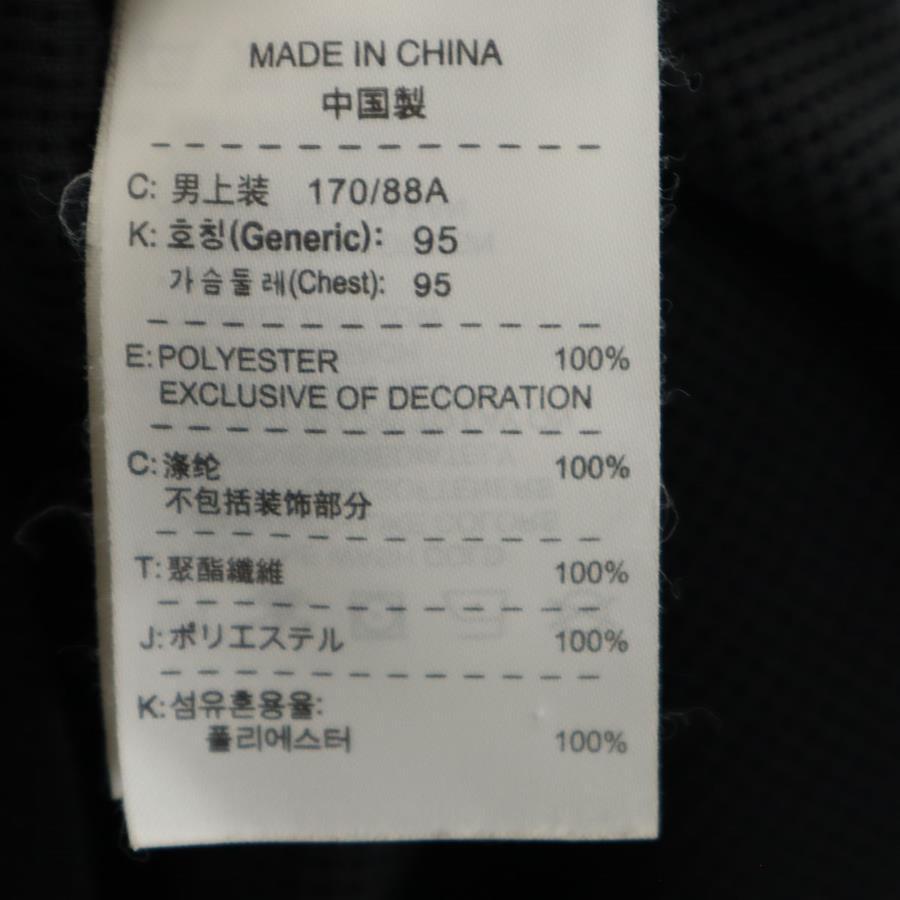 MADE IN CHINA
中国製
C: 男上装 170/88A
K: 호칭(Generic): 95
가슴둘레(Chest): 95
E: POLYESTER 100%
EXCLUSIVE OF DECORATION
C: 涤纶 100%
不包括装饰部分
T: 聚酯纖維 100%
J: ポリエステル 100%
K: 섬유혼용율:
폴리에스터 100%